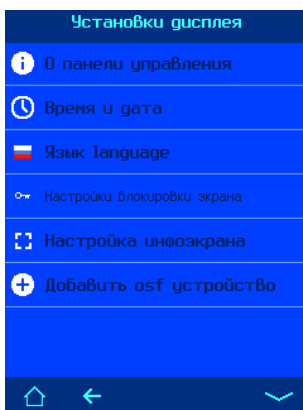 Установки дисплея
О панели управления
Время и дата
Язык language
Настройки блокировки экрана
Настройка инфоэкрана
Добавить osf устройство